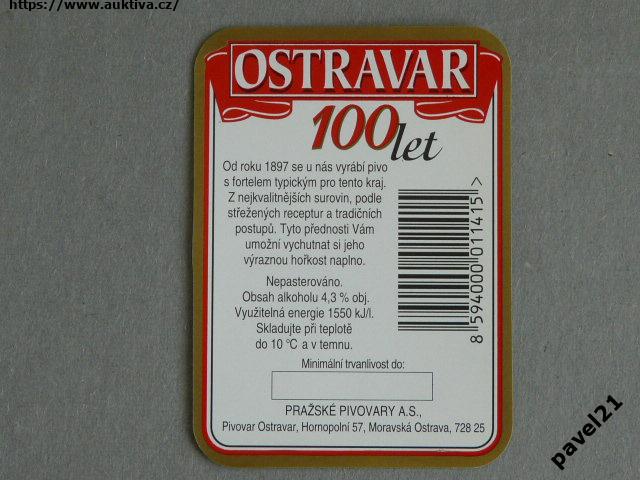 https://www.auktiva.cz/
OSTRAVAR
100 let
Od roku 1897 se u nás vyrábí pivo
s fortelem typickým pro tento kraj.
Z nejkvalitnějších surovin, podle
střežených receptur a tradičních
postupů. Tyto přednosti Vám
umožní vychutnat si jeho
výraznou hořkost naplno.
Nepasterováno.
Obsah alkoholu 4,3 % obj.
Využitelná energie 1550 kJ/l.
Skladujte při teplotě
do 10 °C a v temnu.
8 594000 011415 >
Minimální trvanlivost do:
PRAŽSKÉ PIVOVARY A.S.,
Pivovar Ostravar, Hornopolní 57, Moravská Ostrava, 728 25
pavel21